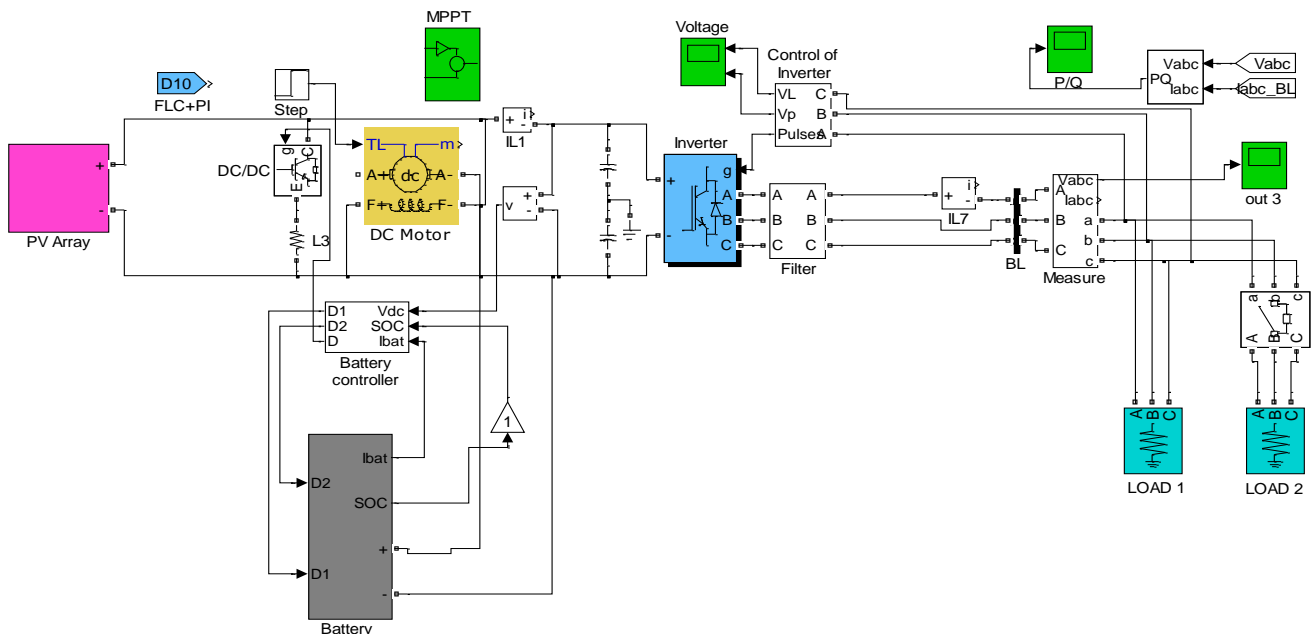 MPPT
Voltage
Control of
Inverter
VL
C
Vp
B
Pulses
A
P/Q
Vabc
PQ
Iabc
Vabc
Iabc_BL
D10
FLC+PI
Step
PV Array
+
-
DC/DC
g
C
E
L3
TL
m
A+
dc
A-
F+
F-
DC Motor
i
+
-
IL1
v
+
-
Inverter
+
-
g
A
B
C
A
B
C
A
B
C
Filter
i
+
-
IL7
BL
A
B
C
Vabc
Iabc
a
b
c
Measure
out 3
a
b
c
A
B
C
A
B
C
LOAD 1
A
B
C
LOAD 2
D1
Vdc
D2
SOC
D
Ibat
Battery
controller
1
Ibat
D2
SOC
+
D1
-
Battery